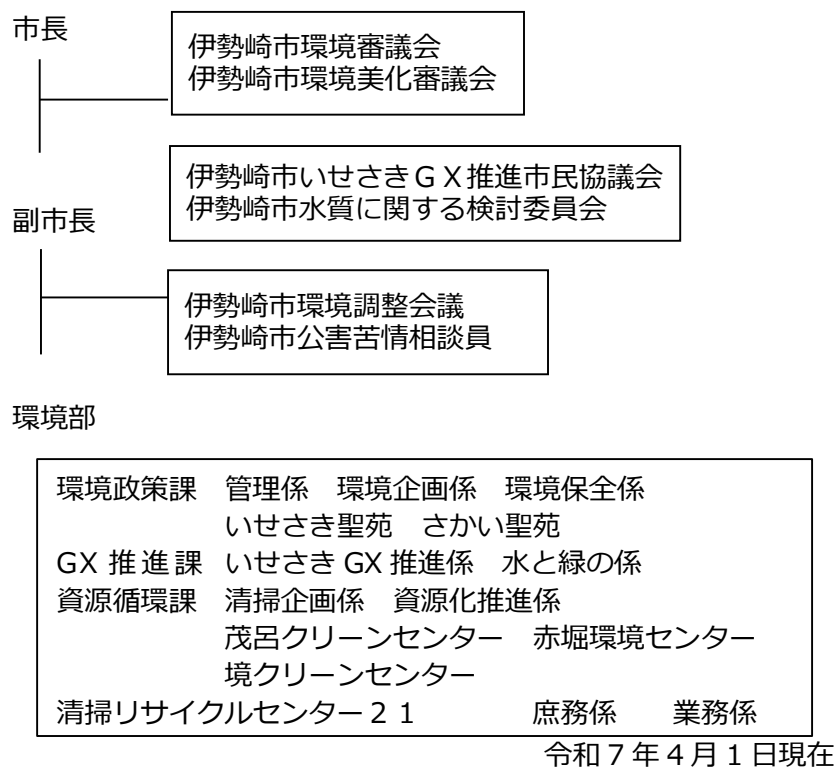 市長
伊勢崎市環境審議会
伊勢崎市環境美化審議会
伊勢崎市いせさきＧＸ推進市民協議会
伊勢崎市水質に関する検討委員会
副市長
伊勢崎市環境調整会議
伊勢崎市公害苦情相談員
環境部
環境政策課　管理係　環境企画係　環境保全係
いせさき聖苑　さかい聖苑
GX 推進課　いせさき GX 推進係　水と緑の係
資源循環課　清掃企画係　資源化推進係
茂呂クリーンセンター　赤堀環境センター
境クリーンセンター
清掃リサイクルセンター２１　庶務係　業務係
令和７年４月１日現在